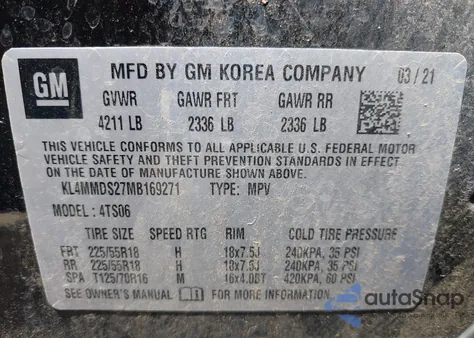 GM MFD BY GM KOREA COMPANY 03/21
GVWR GAWR FRT GAWR RR
4211 LB 2336 LB 2336 LB
THIS VEHICLE CONFORMS TO ALL APPLICABLE U.S. FEDERAL MOTOR
VEHICLE SAFETY AND THEFT PREVENTION STANDARDS IN EFFECT
ON THE DATE OF MANUFACTURE SHOWN ABOVE.
KL4MMDS27MB169271 TYPE: MPV
MODEL: 4TS06
TIRE SIZE SPEED RTG RIM COLD TIRE PRESSURE
FRT 225/55R18 H 18x7.5J 240KPA, 35 PSI
RR 225/55R18 H 18x7.5J 240KPA, 35 PSI
SPA T125/70R16 M 16x4.0BT 420KPA, 60 PSI
SEE OWNER'S MANUAL FOR MORE INFORMATION.
autoSnap